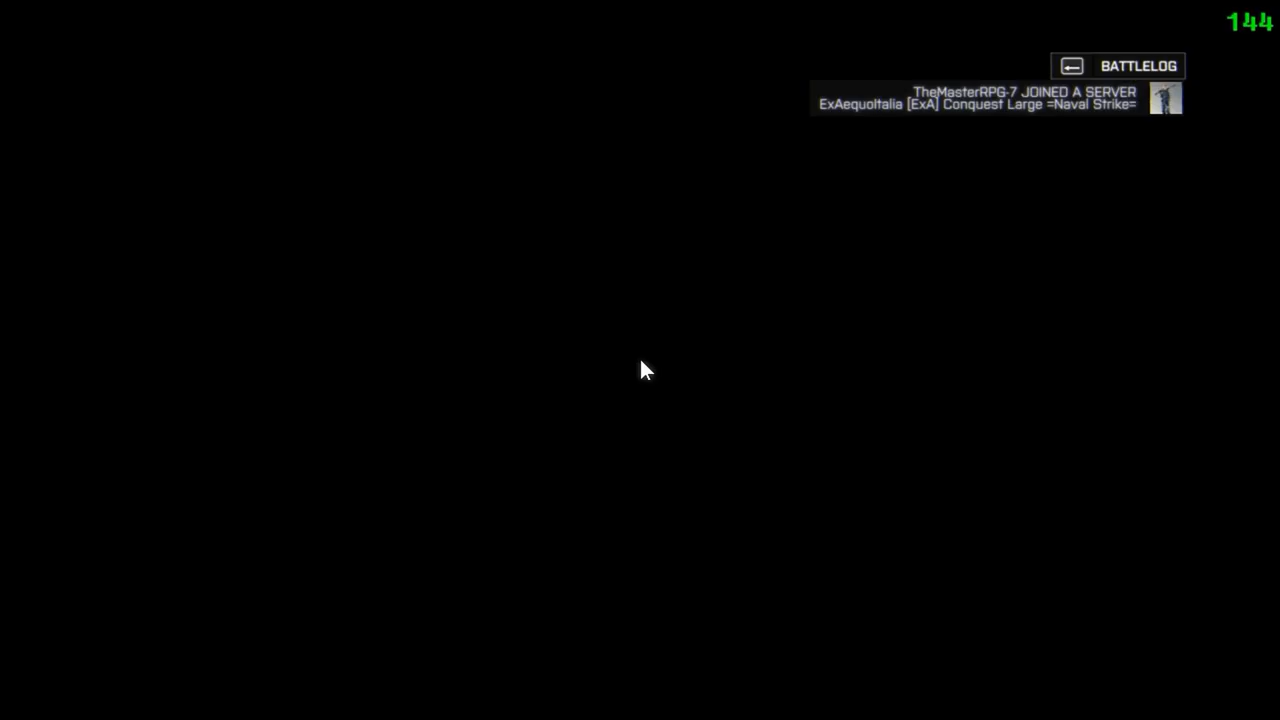 144
BATTLELOG
TheMasterRPG-7 JOINED A SERVER
ExAequoItalia [ExA] Conquest Large =Naval Strike=